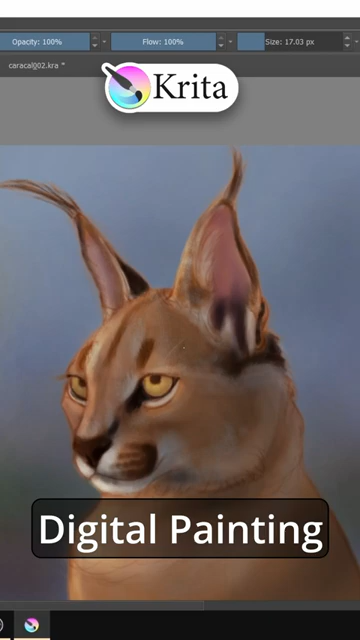 Opacity: 100%
Flow: 100%
Size: 17.03 px
caracal002.kra *
Krita
Digital Painting